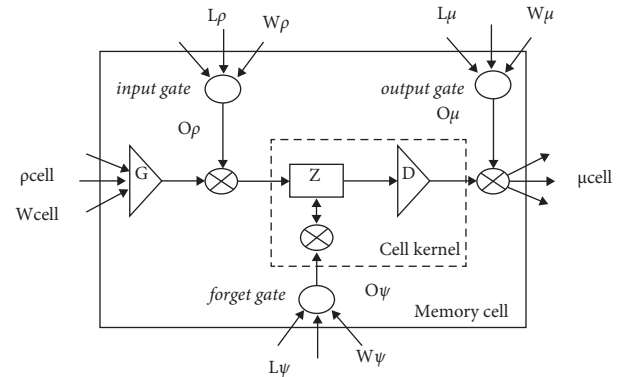 Lρ
Wρ
Lμ
Wμ
input gate
output gate
Oρ
Oμ
ρcell
Wcell
G
Z
D
μcell
Cell kernel
forget gate
Oψ
Memory cell
Lψ
Wψ